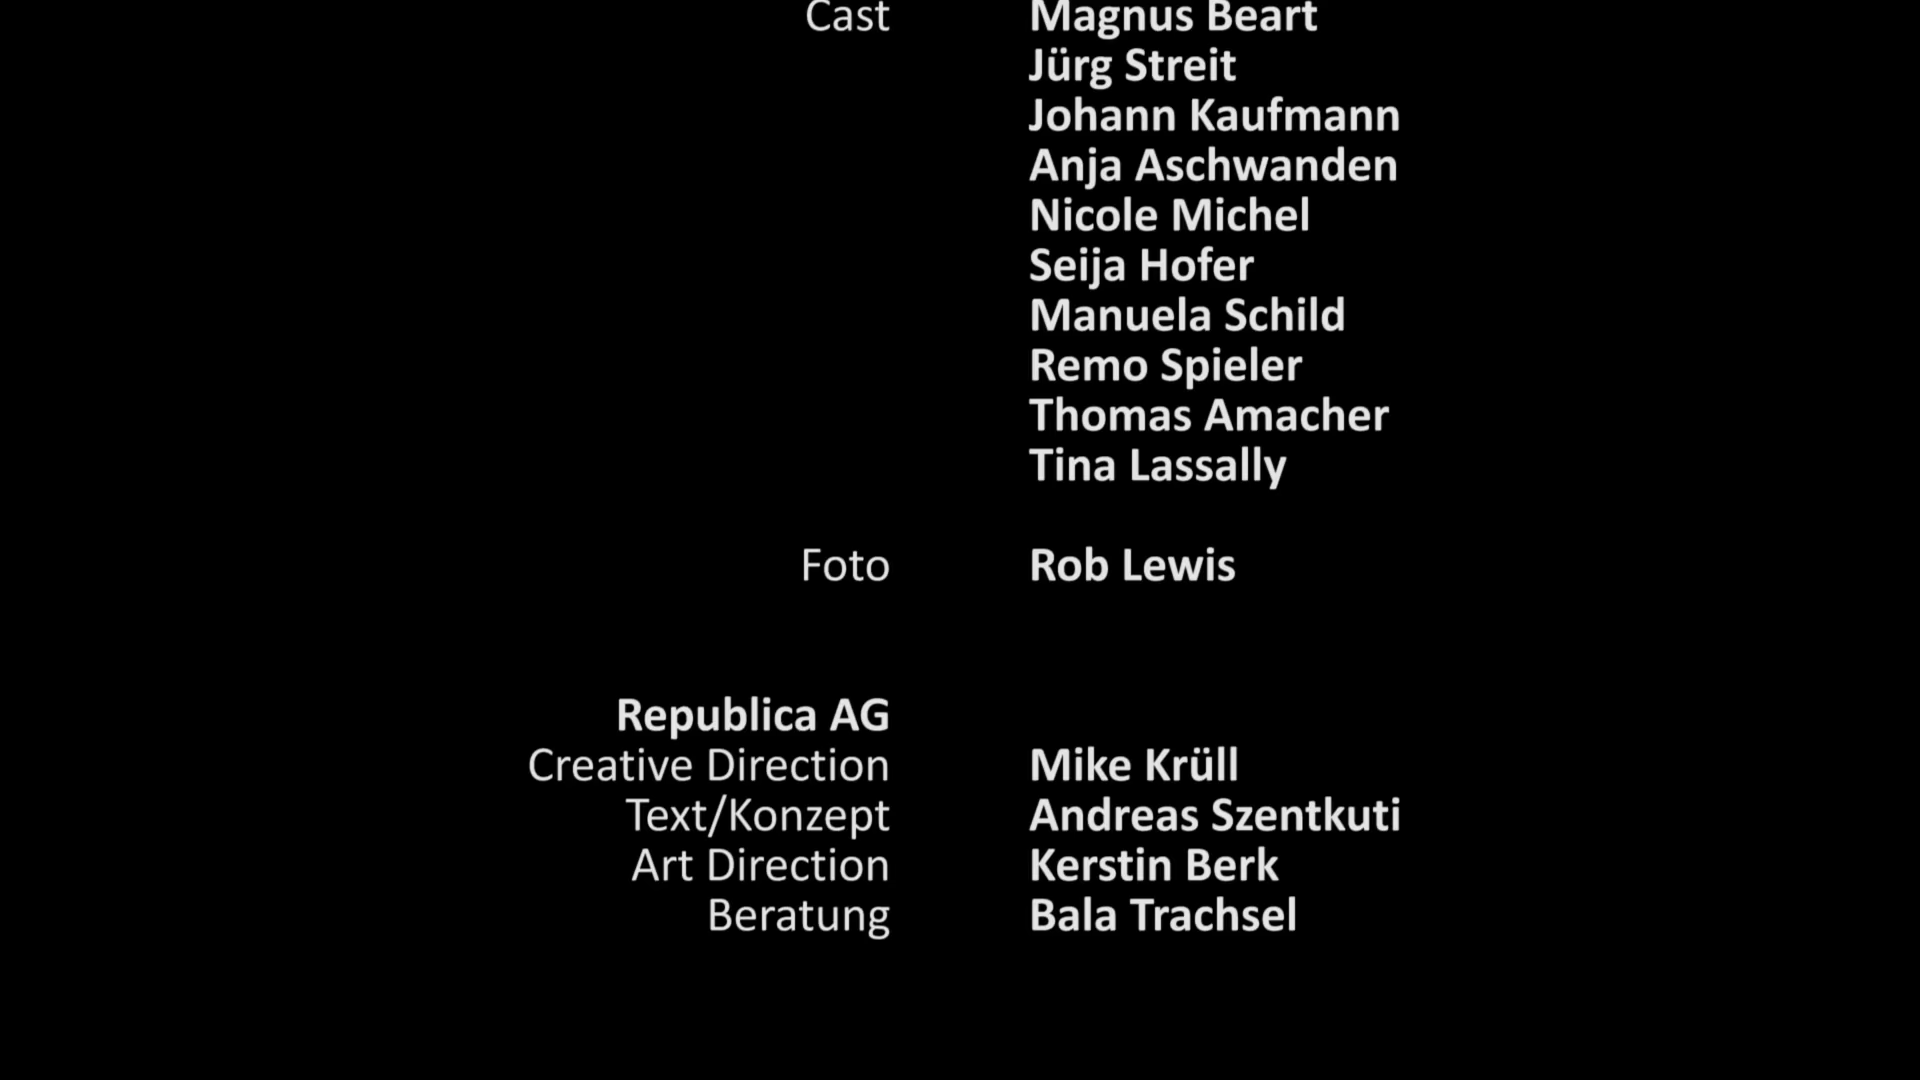 Cast Magnus Beart
Jürg Streit
Johann Kaufmann
Anja Aschwanden
Nicole Michel
Seija Hofer
Manuela Schild
Remo Spieler
Thomas Amacher
Tina Lassally
Foto Rob Lewis
Republica AG
Creative Direction Mike Krüll
Text/Konzept Andreas Szentkuti
Art Direction Kerstin Berk
Beratung Bala Trachsel